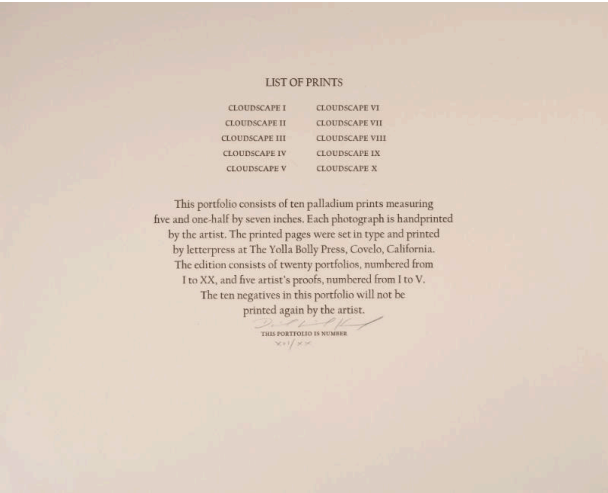 LIST OF PRINTS
CLOUDSCAPE I
CLOUDSCAPE II
CLOUDSCAPE III
CLOUDSCAPE IV
CLOUDSCAPE V
CLOUDSCAPE VI
CLOUDSCAPE VII
CLOUDSCAPE VIII
CLOUDSCAPE IX
CLOUDSCAPE X
This portfolio consists of ten palladium prints measuring
five and one-half by seven inches. Each photograph is handprinted
by the artist. The printed pages were set in type and printed
by letterpress at The Yolla Bolly Press, Covelo, California.
The edition consists of twenty portfolios, numbered from
I to XX, and five artist's proofs, numbered from I to V.
The ten negatives in this portfolio will not be
printed again by the artist.
THIS PORTFOLIO IS NUMBER